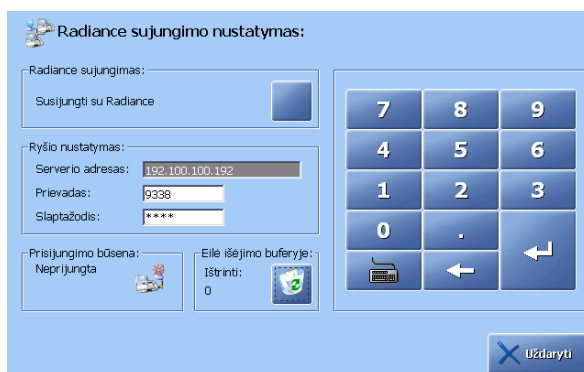 Radiance sujungimo nustatymas:
Radiance sujungimas:
Susijungti su Radiance
Ryšio nustatymas:
Serverio adresas: 192.100.100.192
Prievadas: 9338
Slaptažodis: ****
Prisijungimo būsena:
Neprijungta
Eilė išėjimo buferyje:
Ištrinti:
0
7 8 9
4 5 6
1 2 3
0 .
Uždaryti